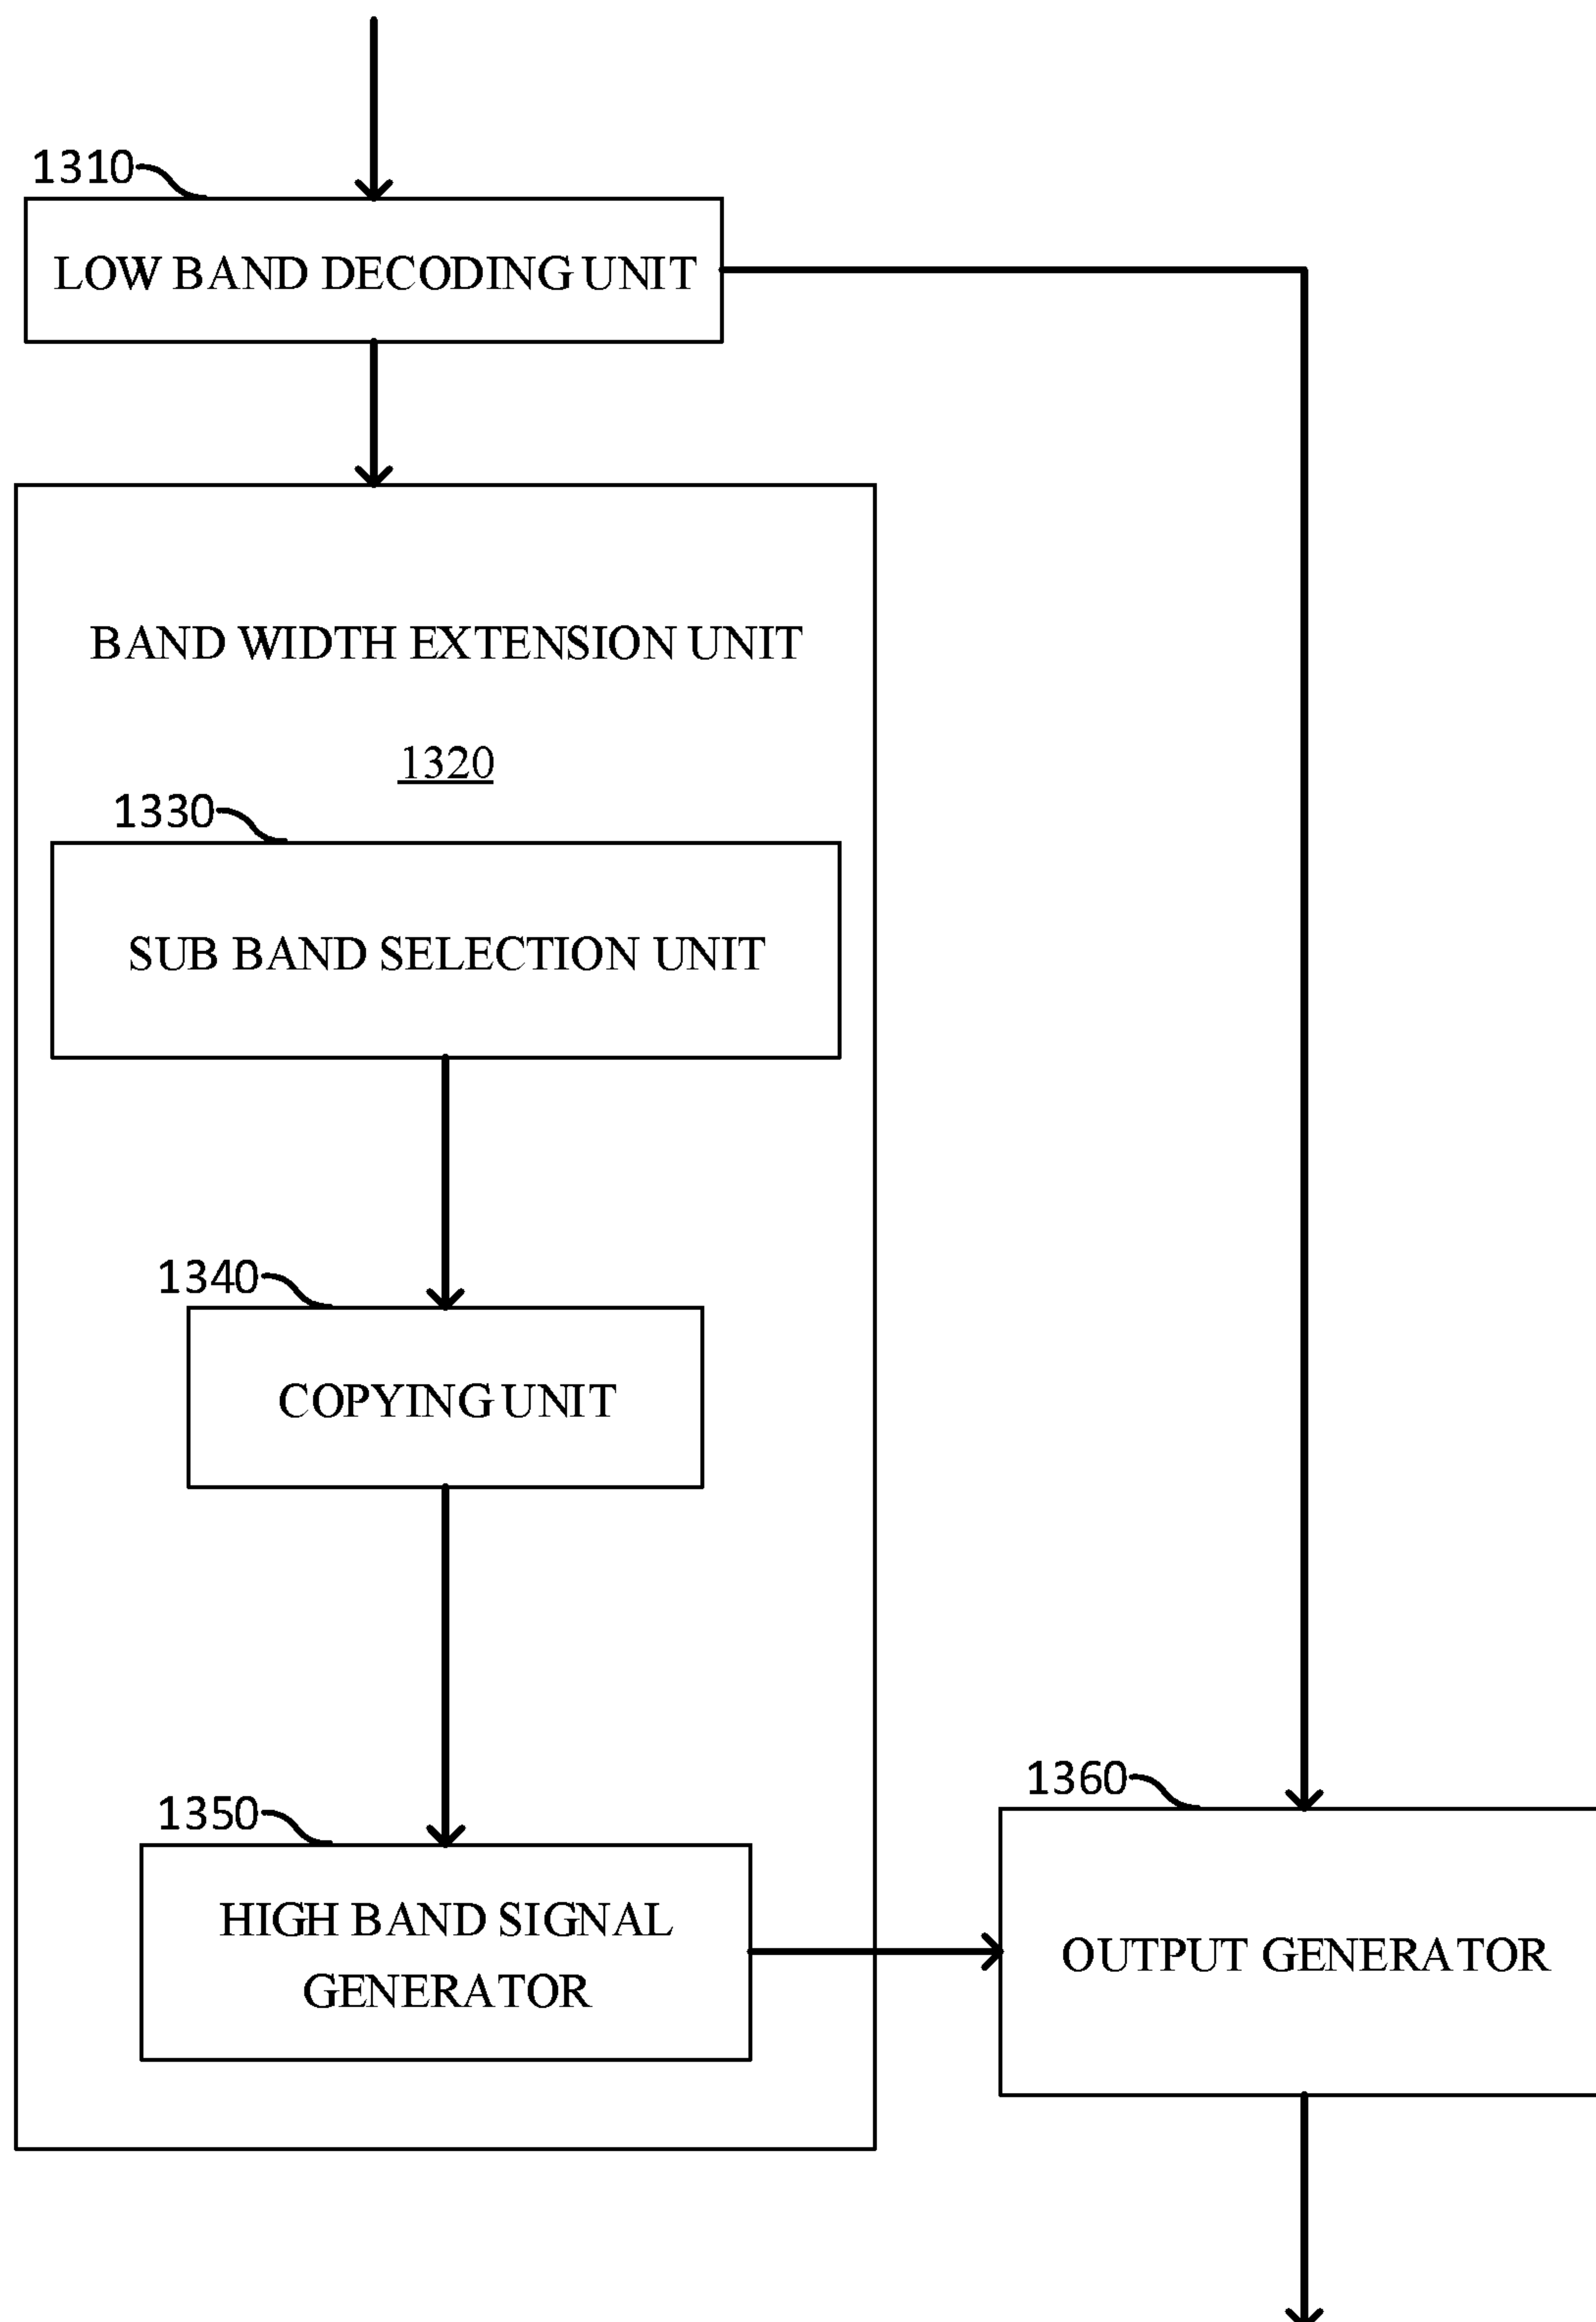 1310
LOW BAND DECODING UNIT
BAND WIDTH EXTENSION UNIT
1320
1330
SUB BAND SELECTION UNIT
1340
COPYING UNIT
1350
HIGH BAND SIGNAL
GENERATOR
1360
OUTPUT GENERATOR